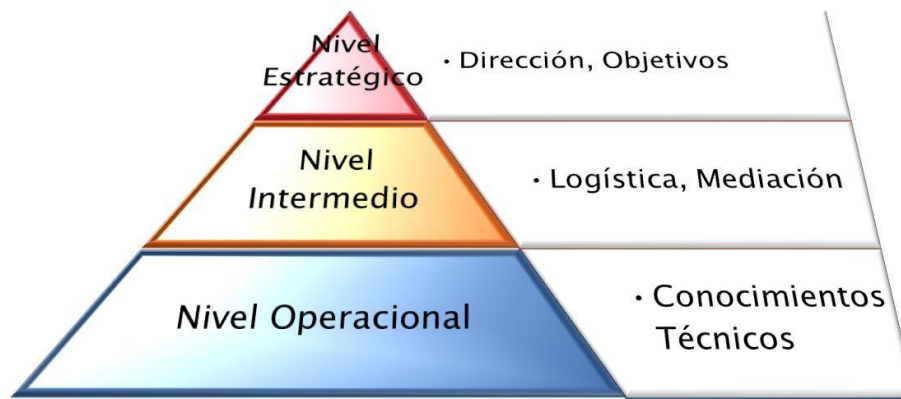 Nivel
Estratégico
• Dirección, Objetivos
Nivel
Intermedio
• Logística, Mediación
Nivel Operacional
• Conocimientos
Técnicos